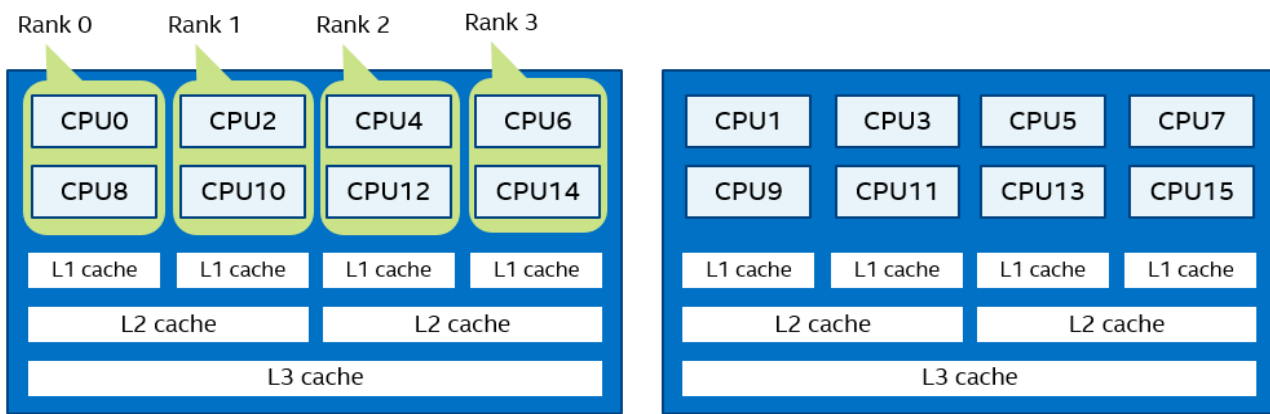 Rank 0 Rank 1 Rank 2 Rank 3
CPU0 CPU2 CPU4 CPU6 CPU1 CPU3 CPU5 CPU7
CPU8 CPU10 CPU12 CPU14 CPU9 CPU11 CPU13 CPU15
L1 cache L1 cache L1 cache L1 cache L1 cache L1 cache L1 cache L1 cache
L2 cache L2 cache L2 cache L2 cache
L3 cache L3 cache